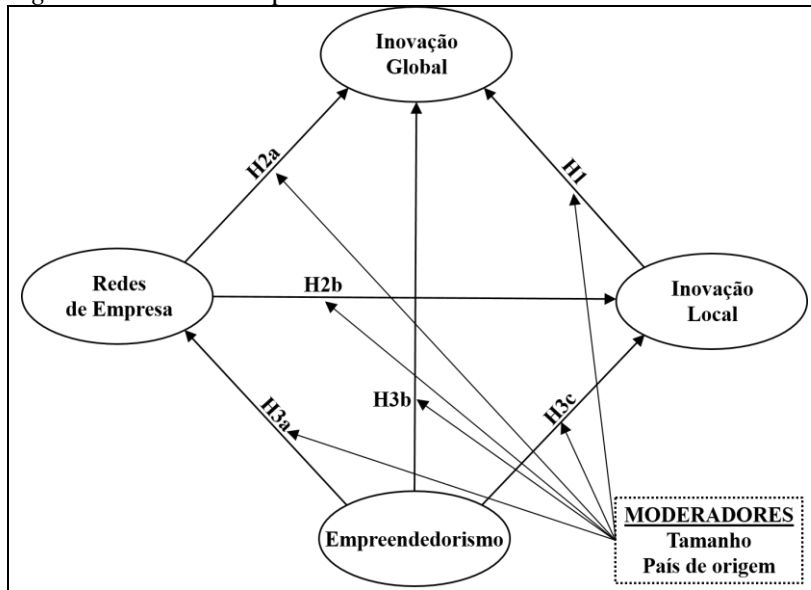 Inovação
Global
H2a
H1
Redes
de Empresa
H2b
Inovação
Local
H3a
H3b
H3c
Empreendedorismo
MODERADORES
Tamanho
País de origem